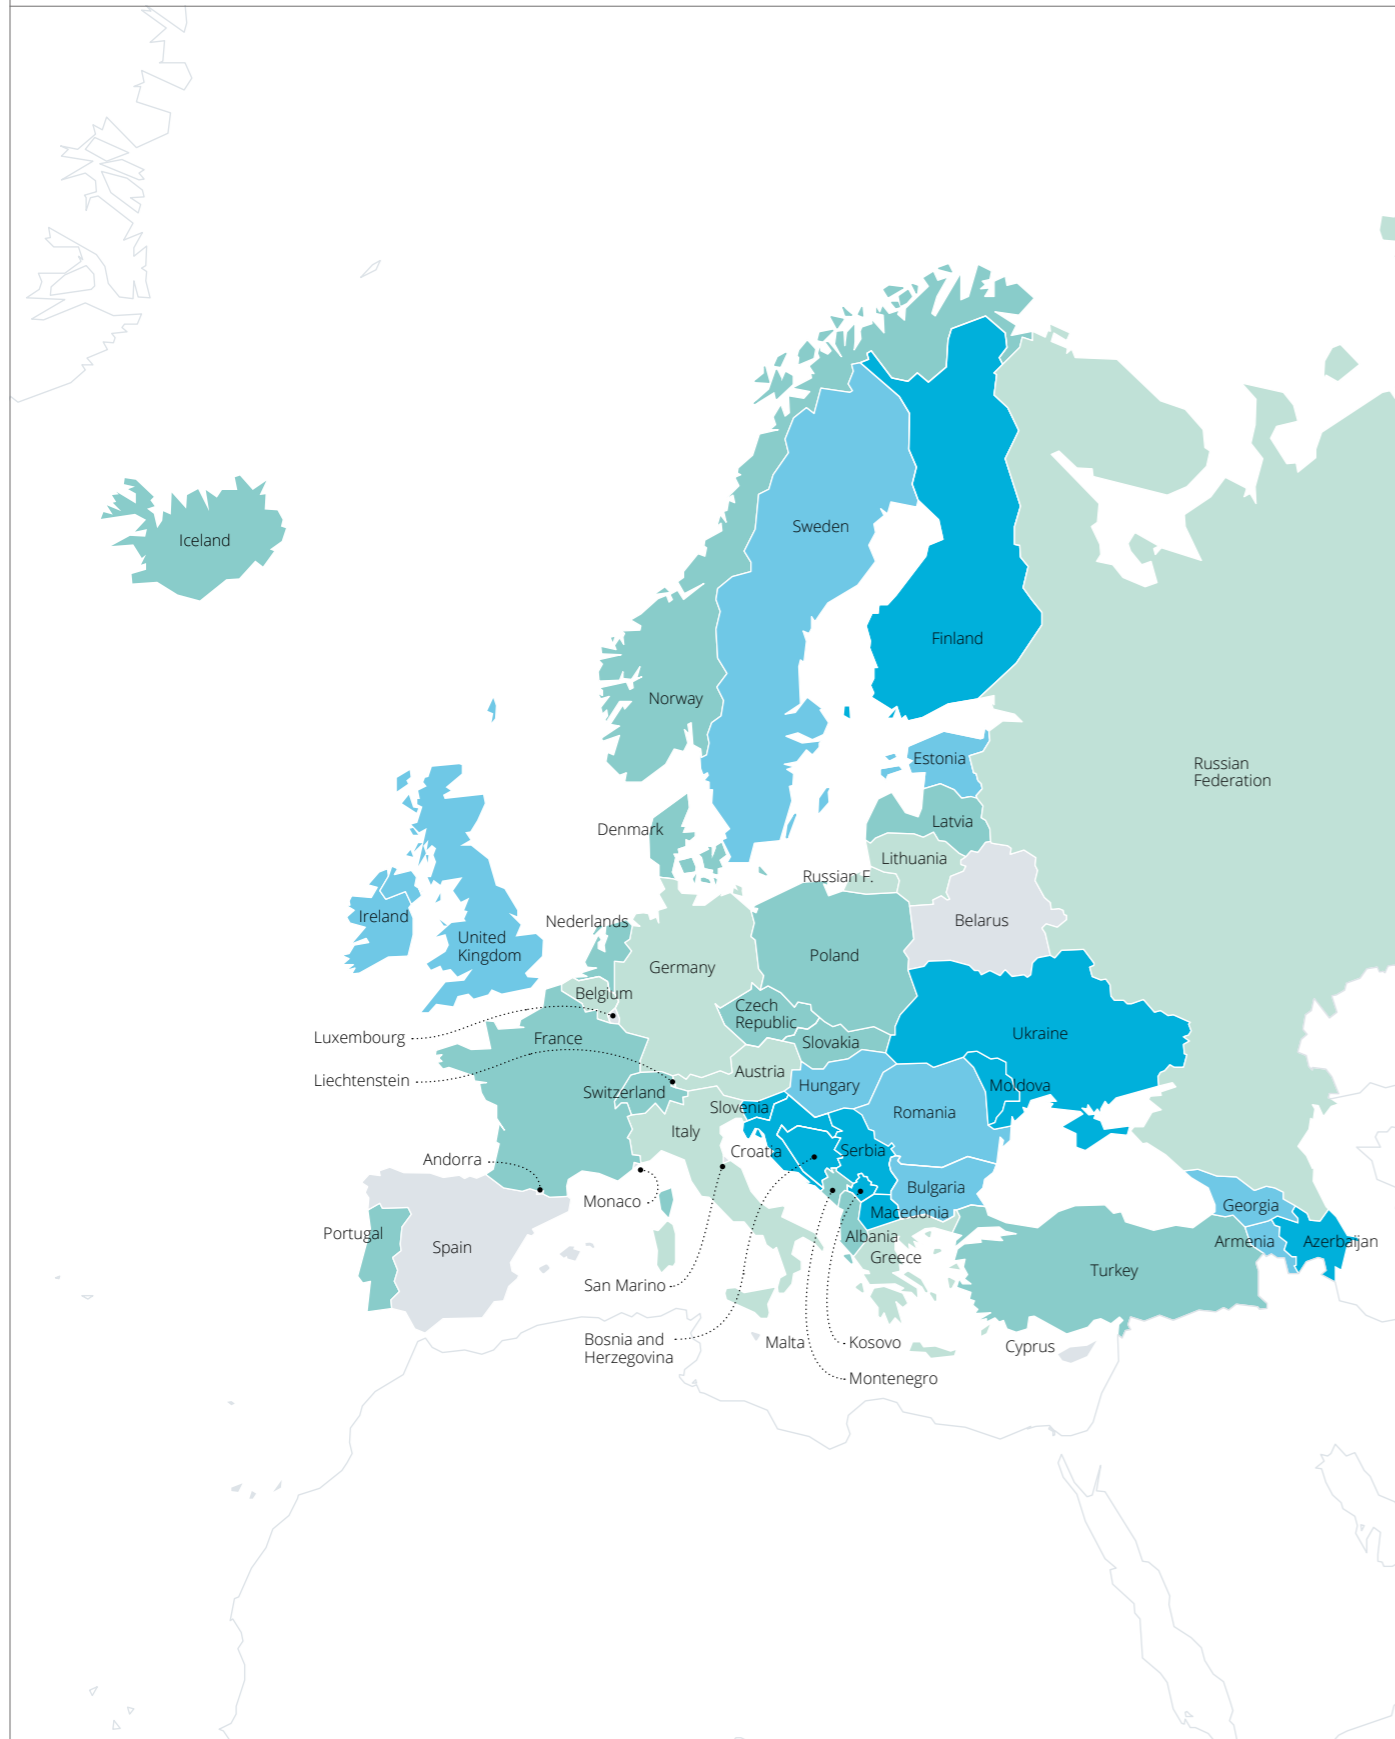 Iceland
Sweden
Finland
Norway
Estonia
Russian
Federation
Latvia
Denmark
Lithuania
Russian F.
Ireland
Nederlands
Belarus
United
Kingdom
Poland
Germany
Belgium
Czech
Republic
Luxembourg
France
Ukraine
Slovakia
Austria
Liechtenstein
Hungary
Moldova
Switzerland
Slovenia
Romania
Italy
Croatia
Serbia
Andorra
Bulgaria
Monaco
Macedonia
Georgia
Portugal
Spain
Albania
Armenia
Azerbaijan
Greece
Turkey
San Marino
Bosnia and
Herzegovina
Malta
Kosovo
Cyprus
Montenegro